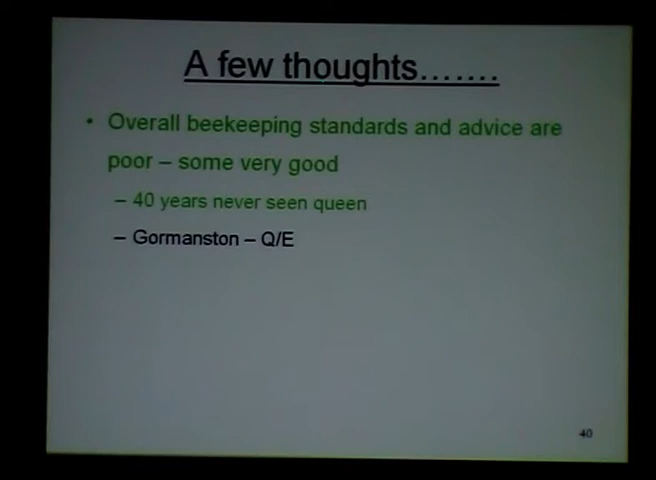 A few thoughts.......
• Overall beekeeping standards and advice are
poor – some very good
– 40 years never seen queen
– Gormanston – Q/E
40